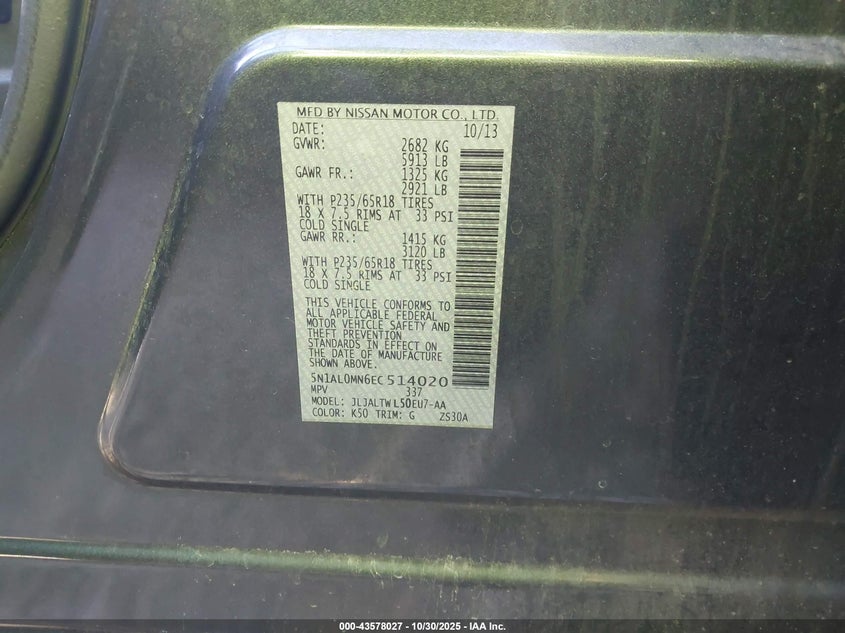 MFD BY NISSAN MOTOR CO., LTD.
DATE: 10/13
GVWR: 2682 KG
5913 LB
GAWR FR.: 1325 KG
2921 LB
WITH P235/65R18 TIRES
18 X 7.5 RIMS AT 33 PSI
COLD SINGLE
GAWR RR.: 1415 KG
3120 LB
WITH P235/65R18 TIRES
18 X 7.5 RIMS AT 33 PSI
COLD SINGLE
THIS VEHICLE CONFORMS TO
ALL APPLICABLE FEDERAL
MOTOR VEHICLE SAFETY AND
THEFT PREVENTION
STANDARDS IN EFFECT ON
THE DATE OF MANUFACTURE
SHOWN ABOVE.
5N1AL0MN6EC514020
MPV 337
MODEL: JLJALTWL50EU7-AA
COLOR: K50 TRIM: G ZS30A
000-43578027 - 10/30/2025 - IAA Inc.